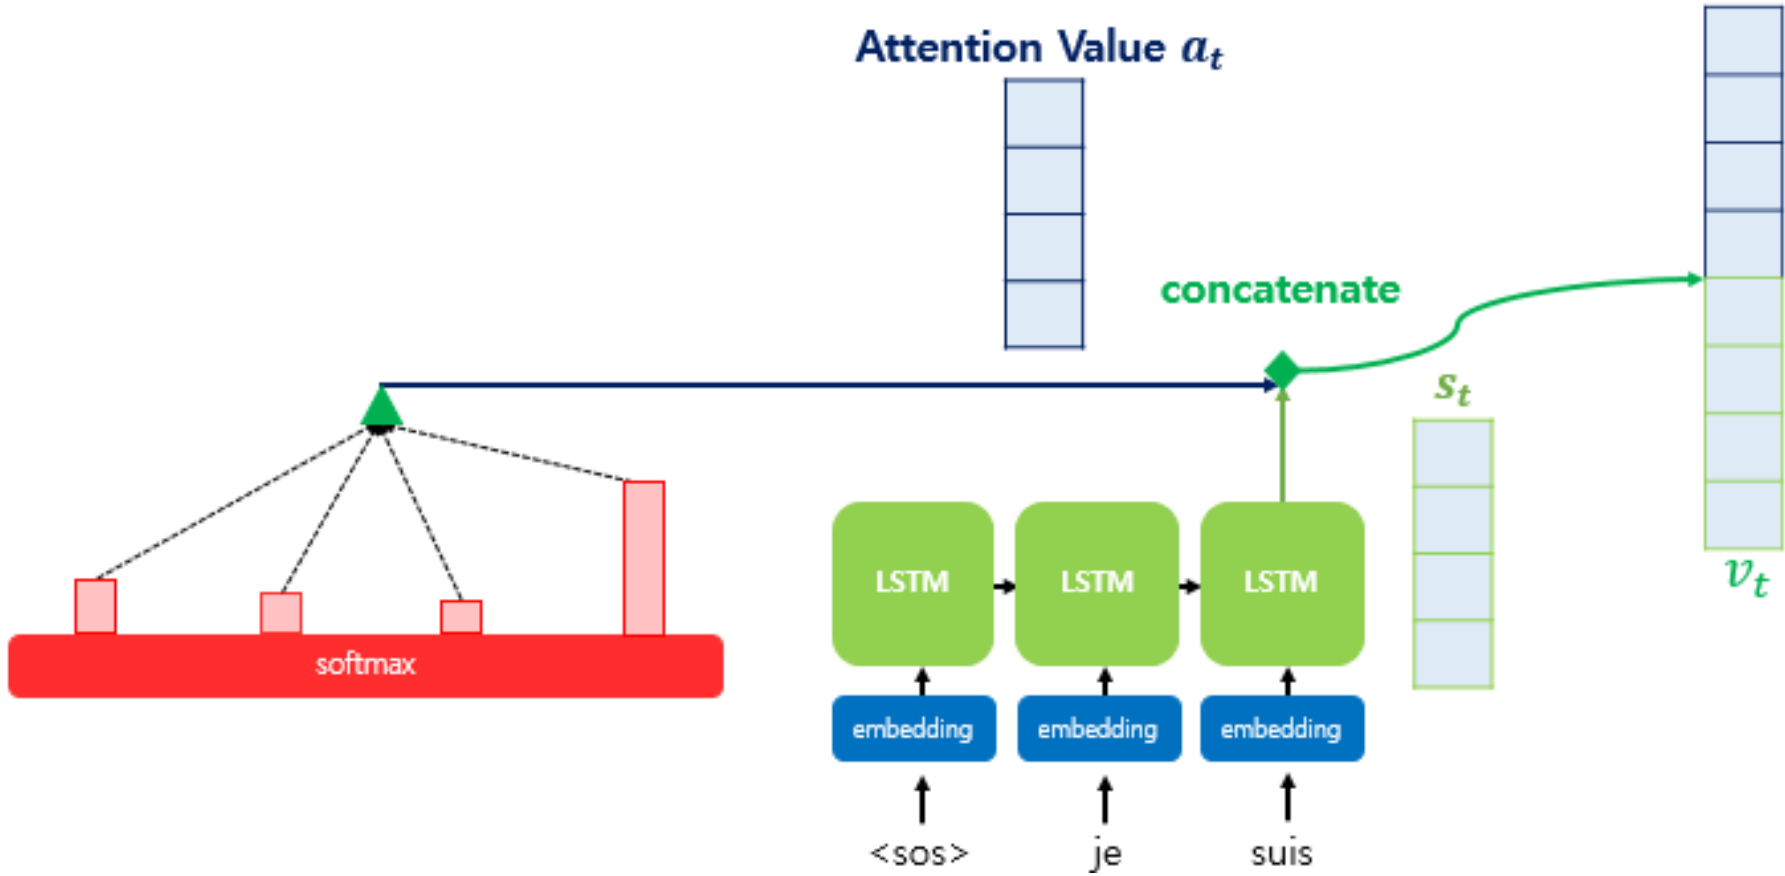 Attention Value a_t
concatenate
s_t
v_t
LSTM LSTM LSTM
softmax
embedding embedding embedding
<sos> je suis